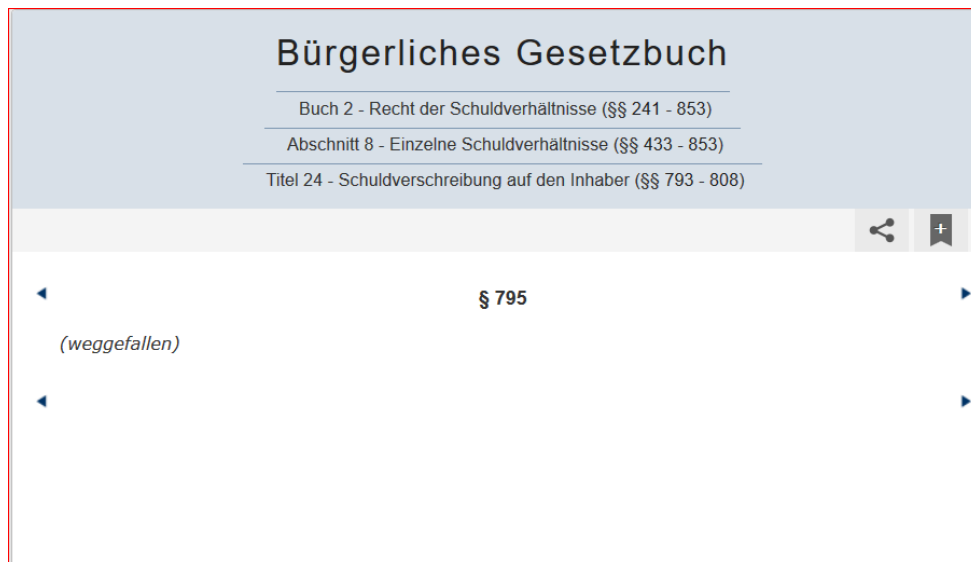 Bürgerliches Gesetzbuch
Buch 2 - Recht der Schuldverhältnisse (§§ 241 - 853)
Abschnitt 8 - Einzelne Schuldverhältnisse (§§ 433 - 853)
Titel 24 - Schuldverschreibung auf den Inhaber (§§ 793 - 808)
§ 795
(weggefallen)